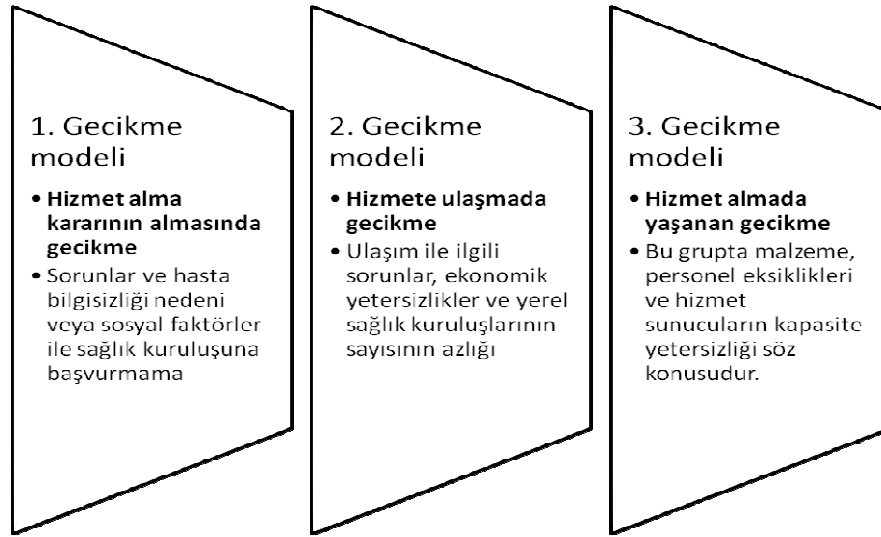 1. Gecikme
modeli
• Hizmet alma
kararının almasında
gecikme
• Sorunlar ve hasta
bilgisizliği nedeni
veya sosyal faktörler
ile sağlık kuruluşuna
başvurmama
2. Gecikme
modeli
• Hizmete ulaşmada
gecikme
• Ulaşım ile ilgili
sorunlar, ekonomik
yetersizlikler ve yerel
sağlık kuruluşlarının
sayısının azlığı
3. Gecikme
modeli
• Hizmet almada
yaşanan gecikme
• Bu grupta malzeme,
personel eksiklikleri
ve hizmet
sunucuların kapasite
yetersizliği söz
konusudur.